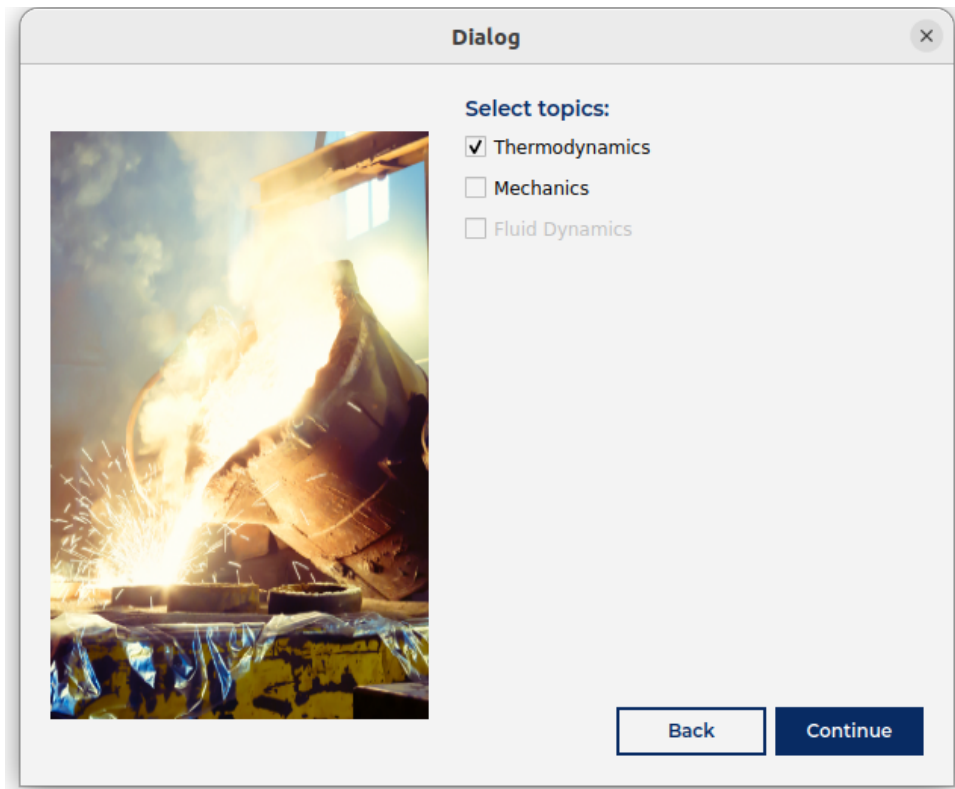 Dialog
Select topics:
Thermodynamics
Mechanics
Fluid Dynamics
Back
Continue